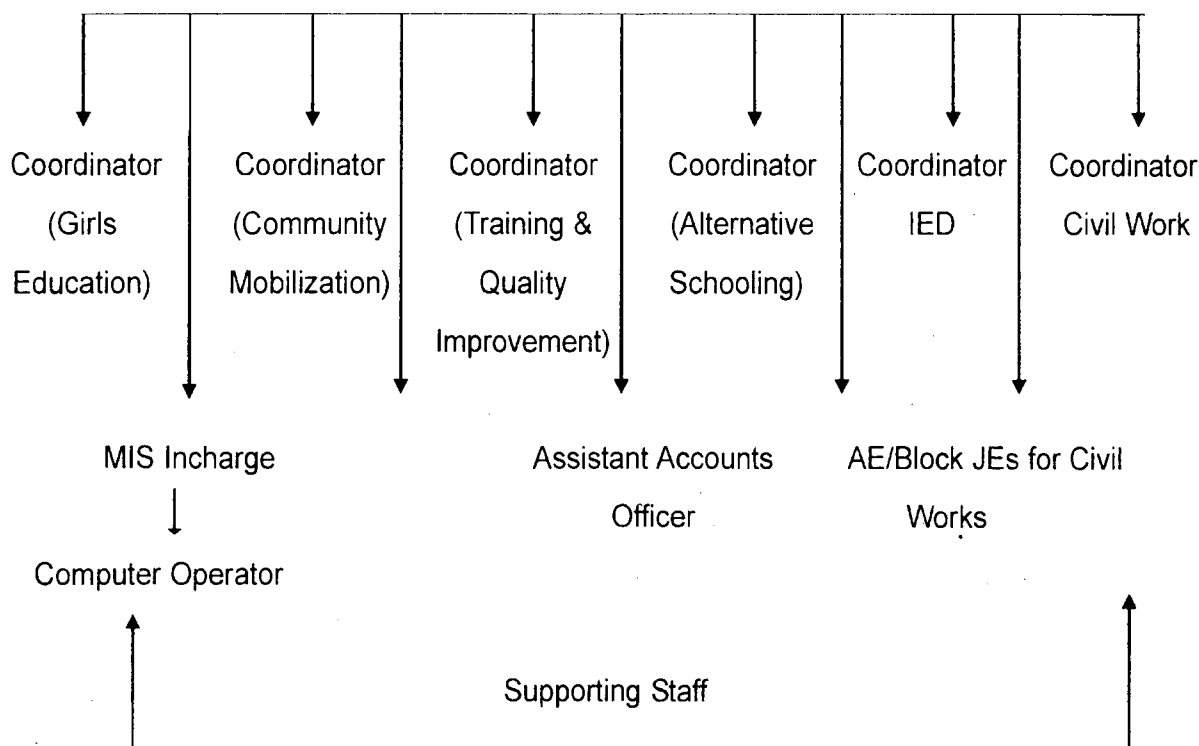 Coordinator
(Girls
Education)
Coordinator
(Community
Mobilization)
Coordinator
(Training &
Quality
Improvement)
Coordinator
(Alternative
Schooling)
Coordinator
IED
Coordinator
Civil Work
MIS Incharge
Computer Operator
Assistant Accounts
Officer
AE/Block JEs for Civil
Works
Supporting Staff